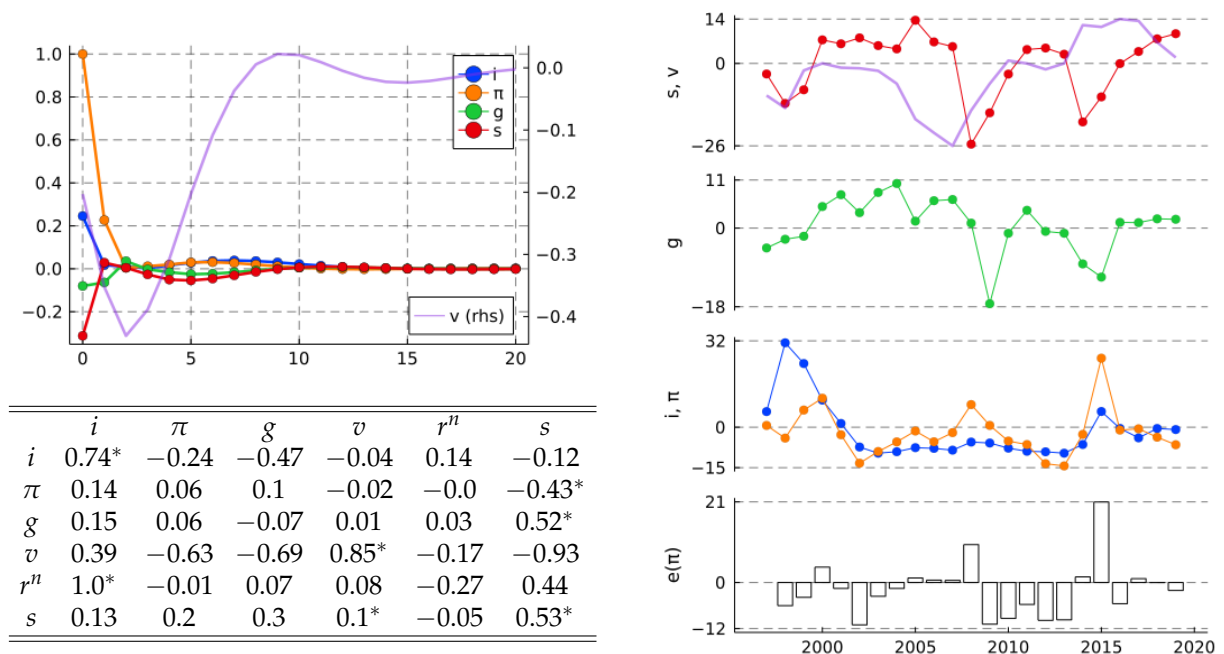 1.0
0.8
0.6
0.4
0.2
0.0
−0.2
0.0
−0.1
−0.2
−0.3
−0.4
i
π
g
s
v (rhs)
0 5 10 15 20
i π g v rⁿ s
i 0.74* −0.24 −0.47 −0.04 0.14 −0.12
π 0.14 0.06 0.1 −0.02 −0.0 −0.43*
g 0.15 0.06 −0.07 0.01 0.03 0.52*
v 0.39 −0.63 −0.69 0.85* −0.17 −0.93
rⁿ 1.0* −0.01 0.07 0.08 −0.27 0.44
s 0.13 0.2 0.3 0.1* −0.05 0.53*
s, v
14
0
−26
g
11
0
−18
i, π
32
0
−15
e(π)
21
0
−12
2000 2005 2010 2015 2020